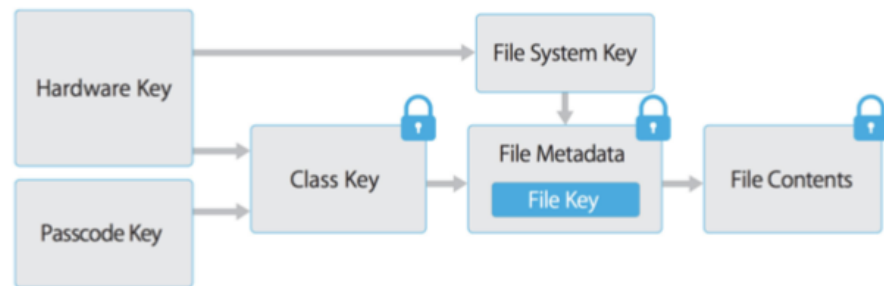 Hardware Key
File System Key
Class Key
File Metadata
File Key
File Contents
Passcode Key